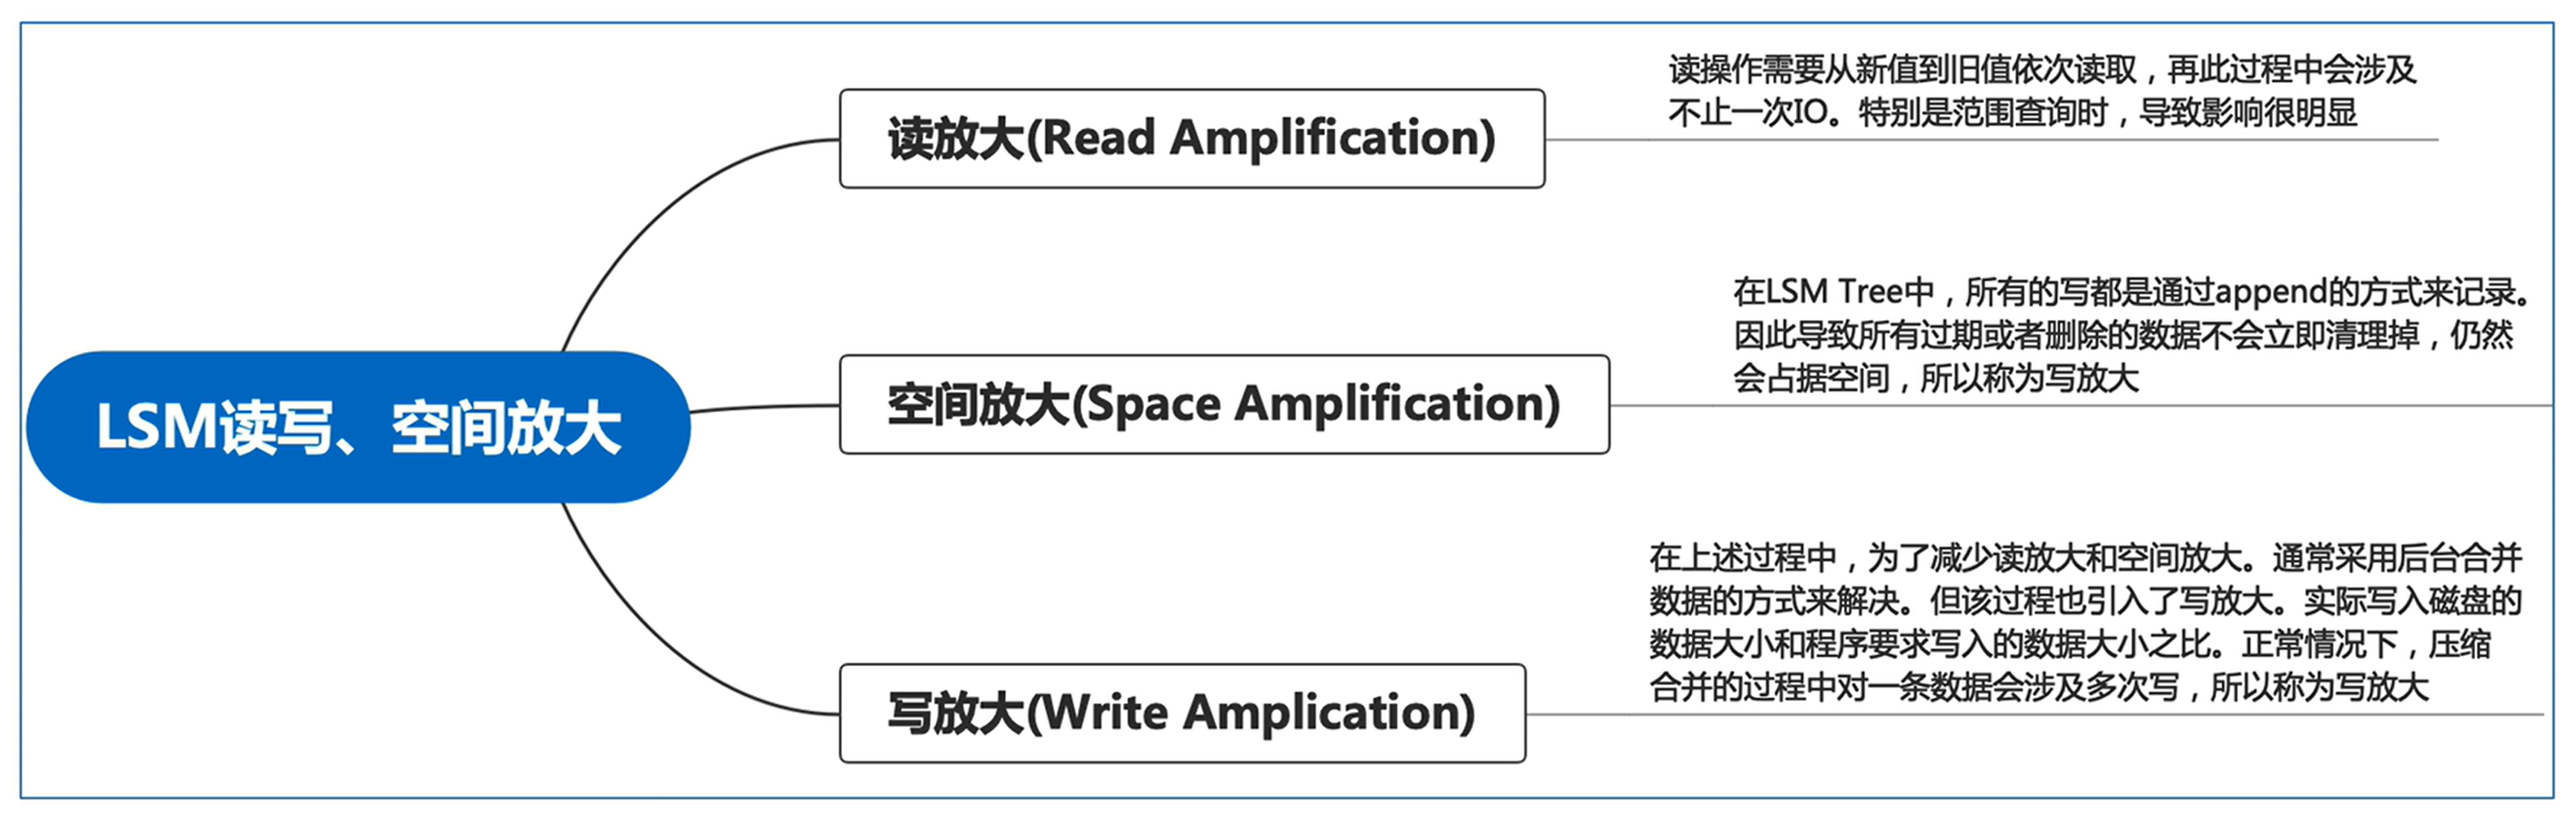 LSM读写、空间放大
读放大(Read Amplification)
读操作需要从新值到旧值依次读取，再此过程中会涉及
不止一次IO。特别是范围查询时，导致影响很明显
空间放大(Space Amplification)
在LSM Tree中，所有的写都是通过append的方式来记录。
因此导致所有过期或者删除的数据不会立即清理掉，仍然
会占据空间，所以称为写放大
写放大(Write Amplication)
在上述过程中，为了减少读放大和空间放大。通常采用后台合并
数据的方式来解决。但该过程也引入了写放大。实际写入磁盘的
数据大小和程序要求写入的数据大小之比。正常情况下，压缩
合并的过程中对一条数据会涉及多次写，所以称为写放大